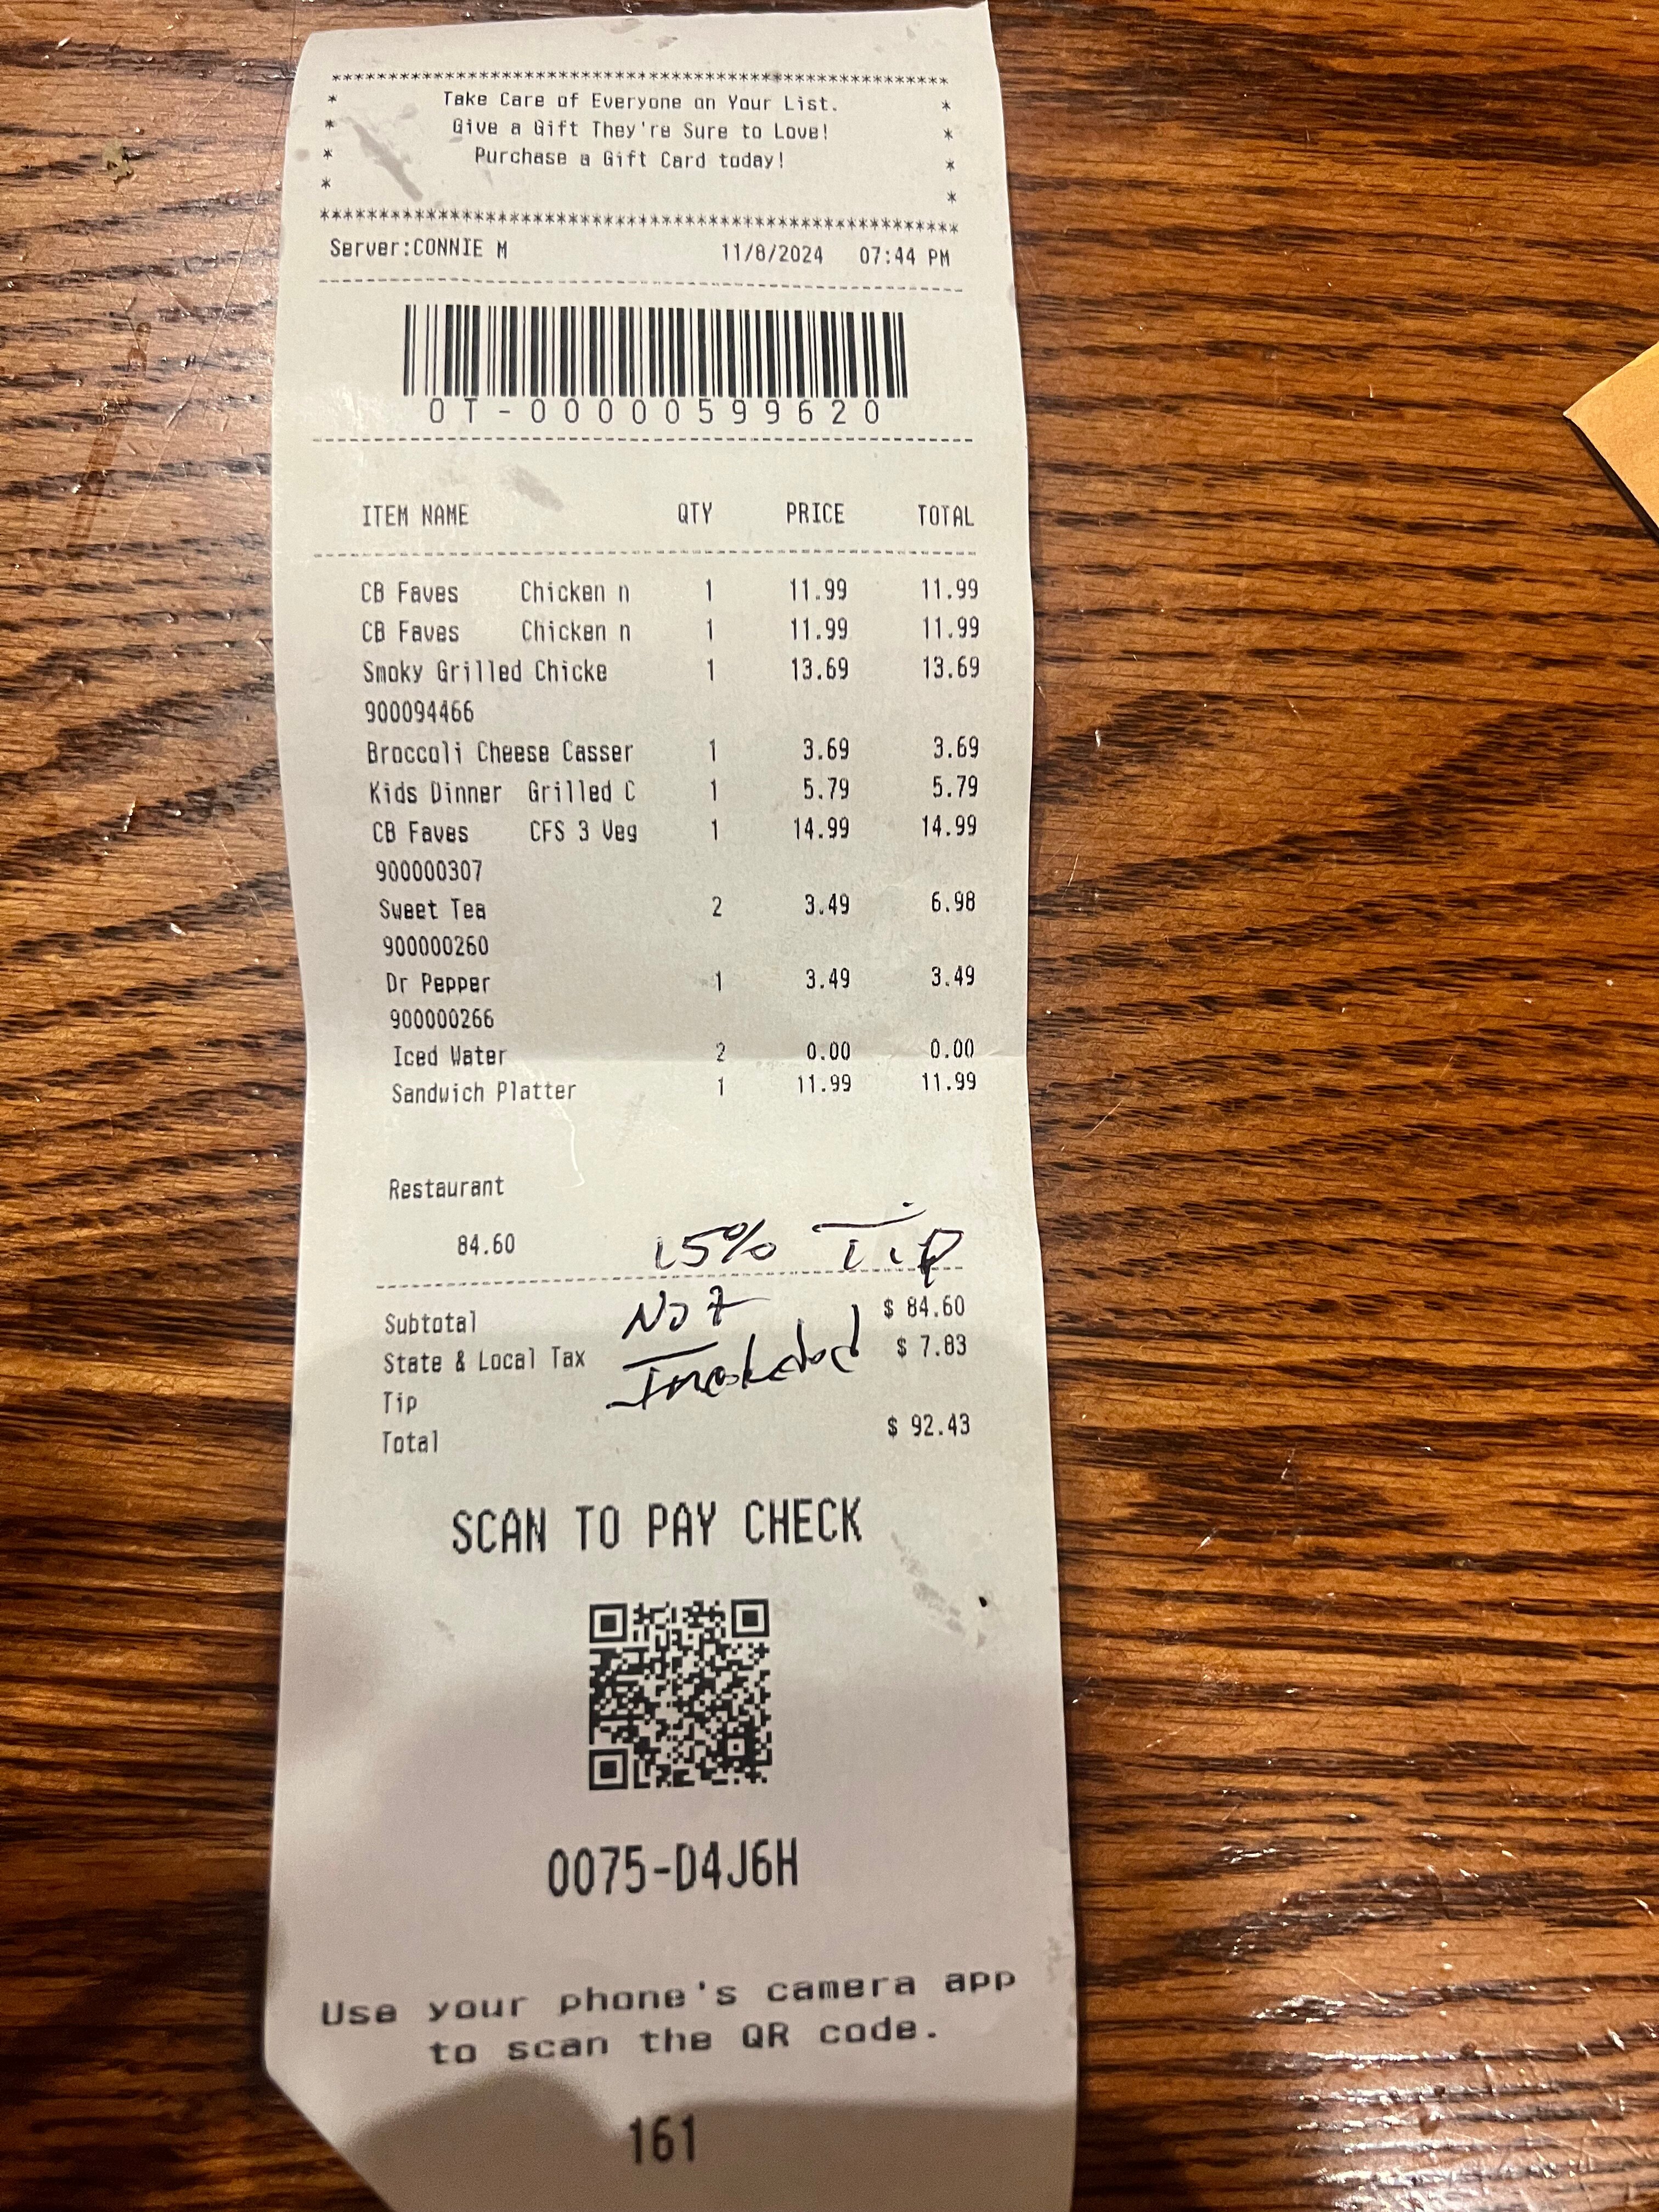 ******************************************************
* Take Care of Everyone on Your List. *
* Give a Gift They're Sure to Love! *
* Purchase a Gift Card today! *
* *
******************************************************
Server:CONNIE M 11/8/2024 07:44 PM
OT-00000599620
ITEM NAME QTY PRICE TOTAL
CB Faves Chicken n 1 11.99 11.99
CB Faves Chicken n 1 11.99 11.99
Smoky Grilled Chicke 1 13.69 13.69
900094466
Broccoli Cheese Casser 1 3.69 3.69
Kids Dinner Grilled C 1 5.79 5.79
CB Faves CFS 3 Veg 1 14.99 14.99
900000307
Sweet Tea 2 3.49 6.98
900000260
Dr Pepper 1 3.49 3.49
900000266
Iced Water 2 0.00 0.00
Sandwich Platter 1 11.99 11.99
Restaurant
84.60 15% Tip
Subtotal Not $ 84.60
State & Local Tax Included $ 7.83
Tip
Total $ 92.43
SCAN TO PAY CHECK
0075-D4J6H
Use your phone's camera app
to scan the QR code.
161